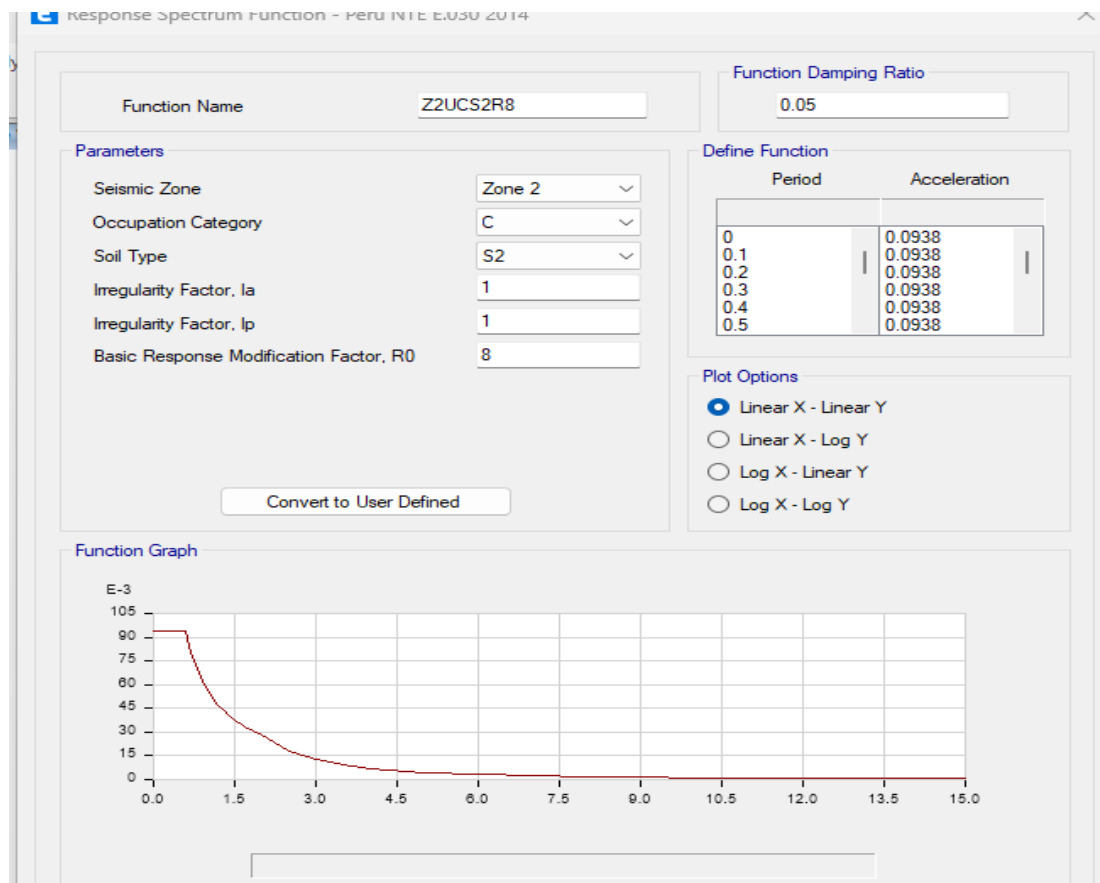 Response Spectrum Function - Peru NTE E.030 2014
Function Name Z2UCS2R8
Function Damping Ratio
0.05
Parameters
Seismic Zone Zone 2
Occupation Category C
Soil Type S2
Irregularity Factor, Ia 1
Irregularity Factor, Ip 1
Basic Response Modification Factor, R0 8
Convert to User Defined
Define Function
Period Acceleration
0 0.0938
0.1 0.0938
0.2 0.0938
0.3 0.0938
0.4 0.0938
0.5 0.0938
Plot Options
Linear X - Linear Y
Linear X - Log Y
Log X - Linear Y
Log X - Log Y
Function Graph
E-3
105
90
75
60
45
30
15
0
0.0 1.5 3.0 4.5 6.0 7.5 9.0 10.5 12.0 13.5 15.0